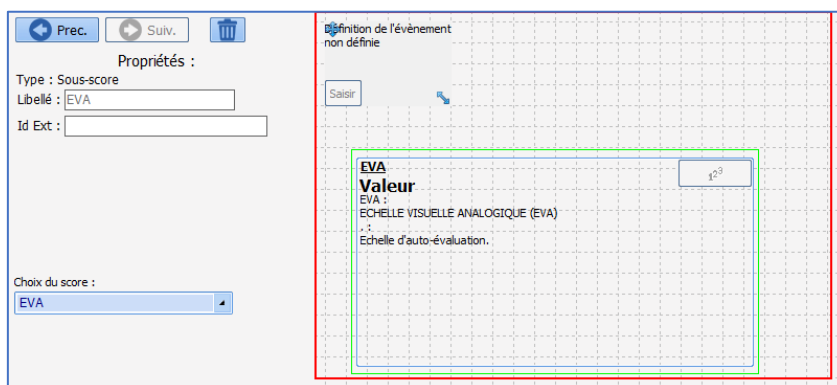 Prec.
Suiv.
Propriétés :
Type : Sous-score
Libellé : EVA
Id Ext :
Choix du score :
EVA
Définition de l'évènement
non définie
Saisir
EVA
Valeur
EVA :
ECHELLE VISUELLE ANALOGIQUE (EVA)
. :
Echelle d'auto-évaluation.
1²³